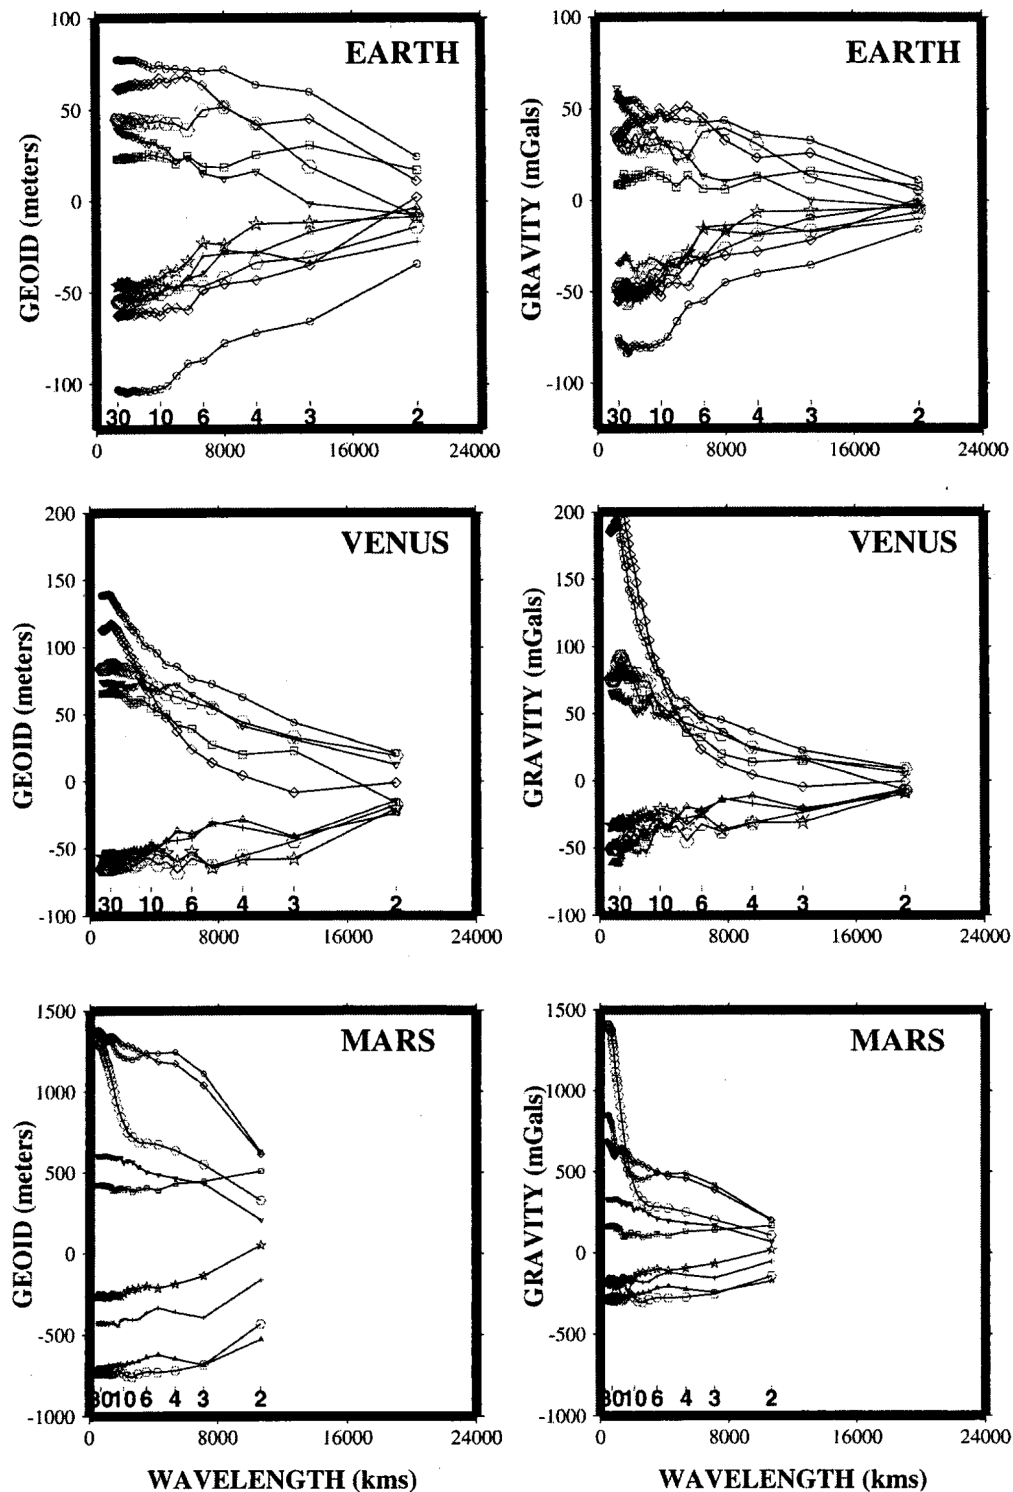 100
50
0
-50
-100
GEOID (meters)
EARTH
30 10 6 4 3 2
0 8000 16000 24000
100
50
0
-50
-100
GRAVITY (mGals)
EARTH
30 10 6 4 3 2
0 8000 16000 24000
200
150
100
50
0
-50
-100
GEOID (meters)
VENUS
30 10 6 4 3 2
0 8000 16000 24000
200
150
100
50
0
-50
-100
GRAVITY (mGals)
VENUS
30 10 6 4 3 2
0 8000 16000 24000
1500
1000
500
0
-500
-1000
GEOID (meters)
MARS
30 10 6 4 3 2
0 8000 16000 24000
WAVELENGTH (kms)
1500
1000
500
0
-500
-1000
GRAVITY (mGals)
MARS
30 10 6 4 3 2
0 8000 16000 24000
WAVELENGTH (kms)